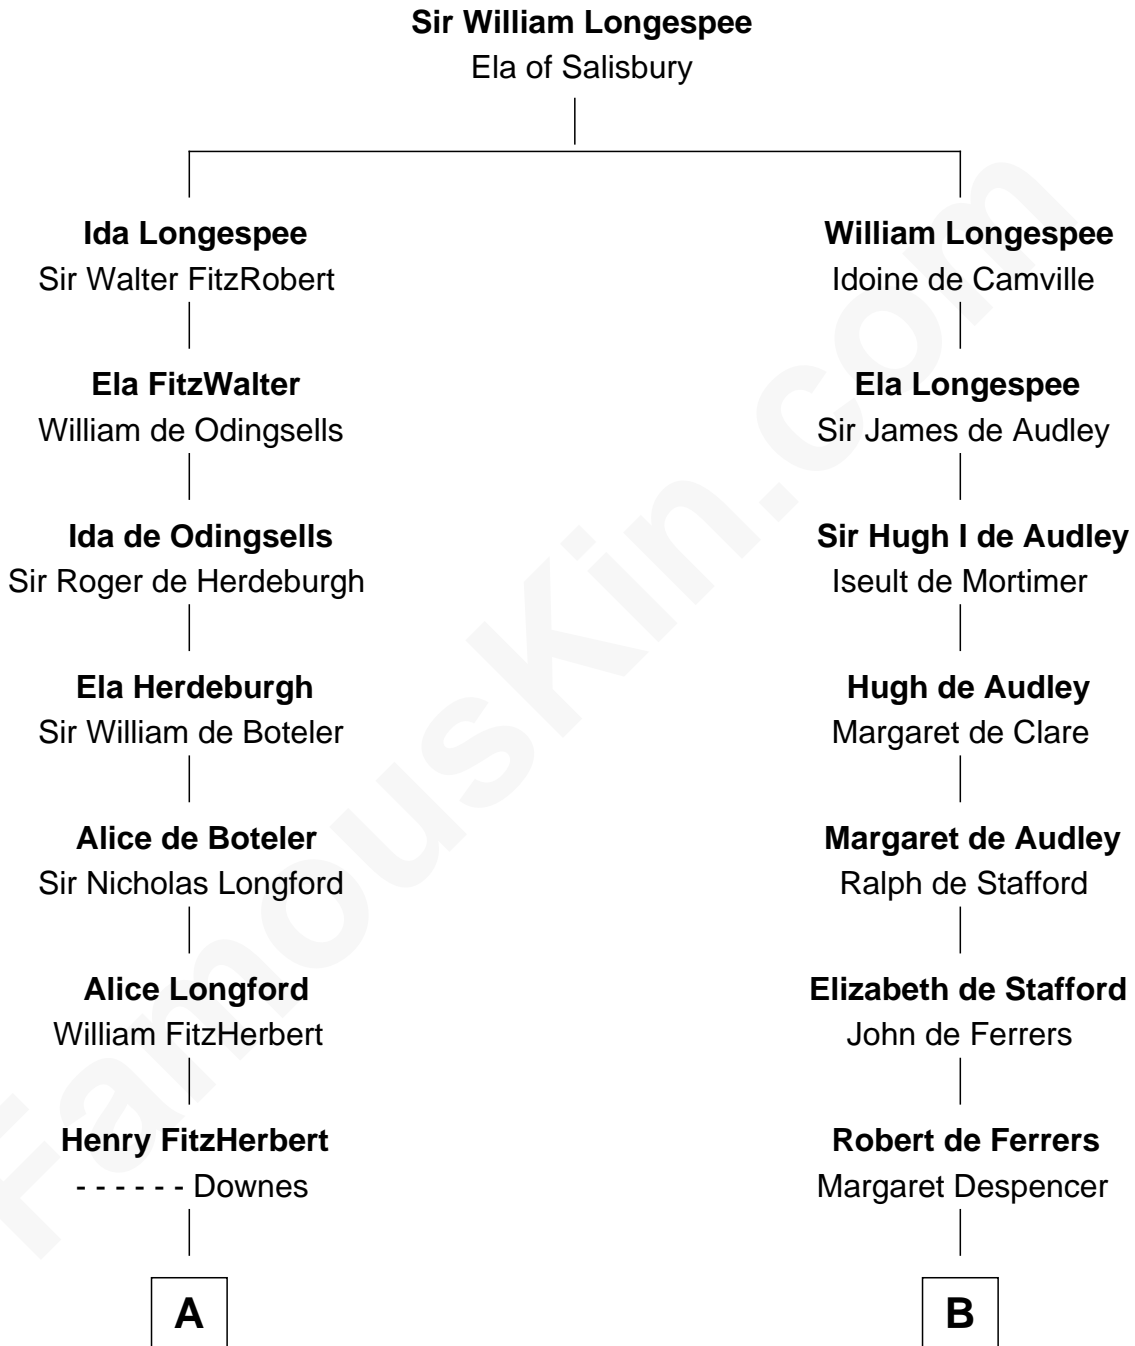 Sir William Longespee
Ela of Salisbury
Ida Longespee
Sir Walter FitzRobert
William Longespee
Idoine de Camville
Ela FitzWalter
William de Odingsells
Ela Longespee
Sir James de Audley
Ida de Odingsells
Sir Roger de Herdeburgh
Sir Hugh I de Audley
Iseult de Mortimer
Ela Herdeburgh
Sir William de Boteler
Hugh de Audley
Margaret de Clare
Alice de Boteler
Sir Nicholas Longford
Margaret de Audley
Ralph de Stafford
Alice Longford
William FitzHerbert
Elizabeth de Stafford
John de Ferrers
Henry FitzHerbert
- - - - - - Downes
Robert de Ferrers
Margaret Despencer
A
B
FamousKin.com